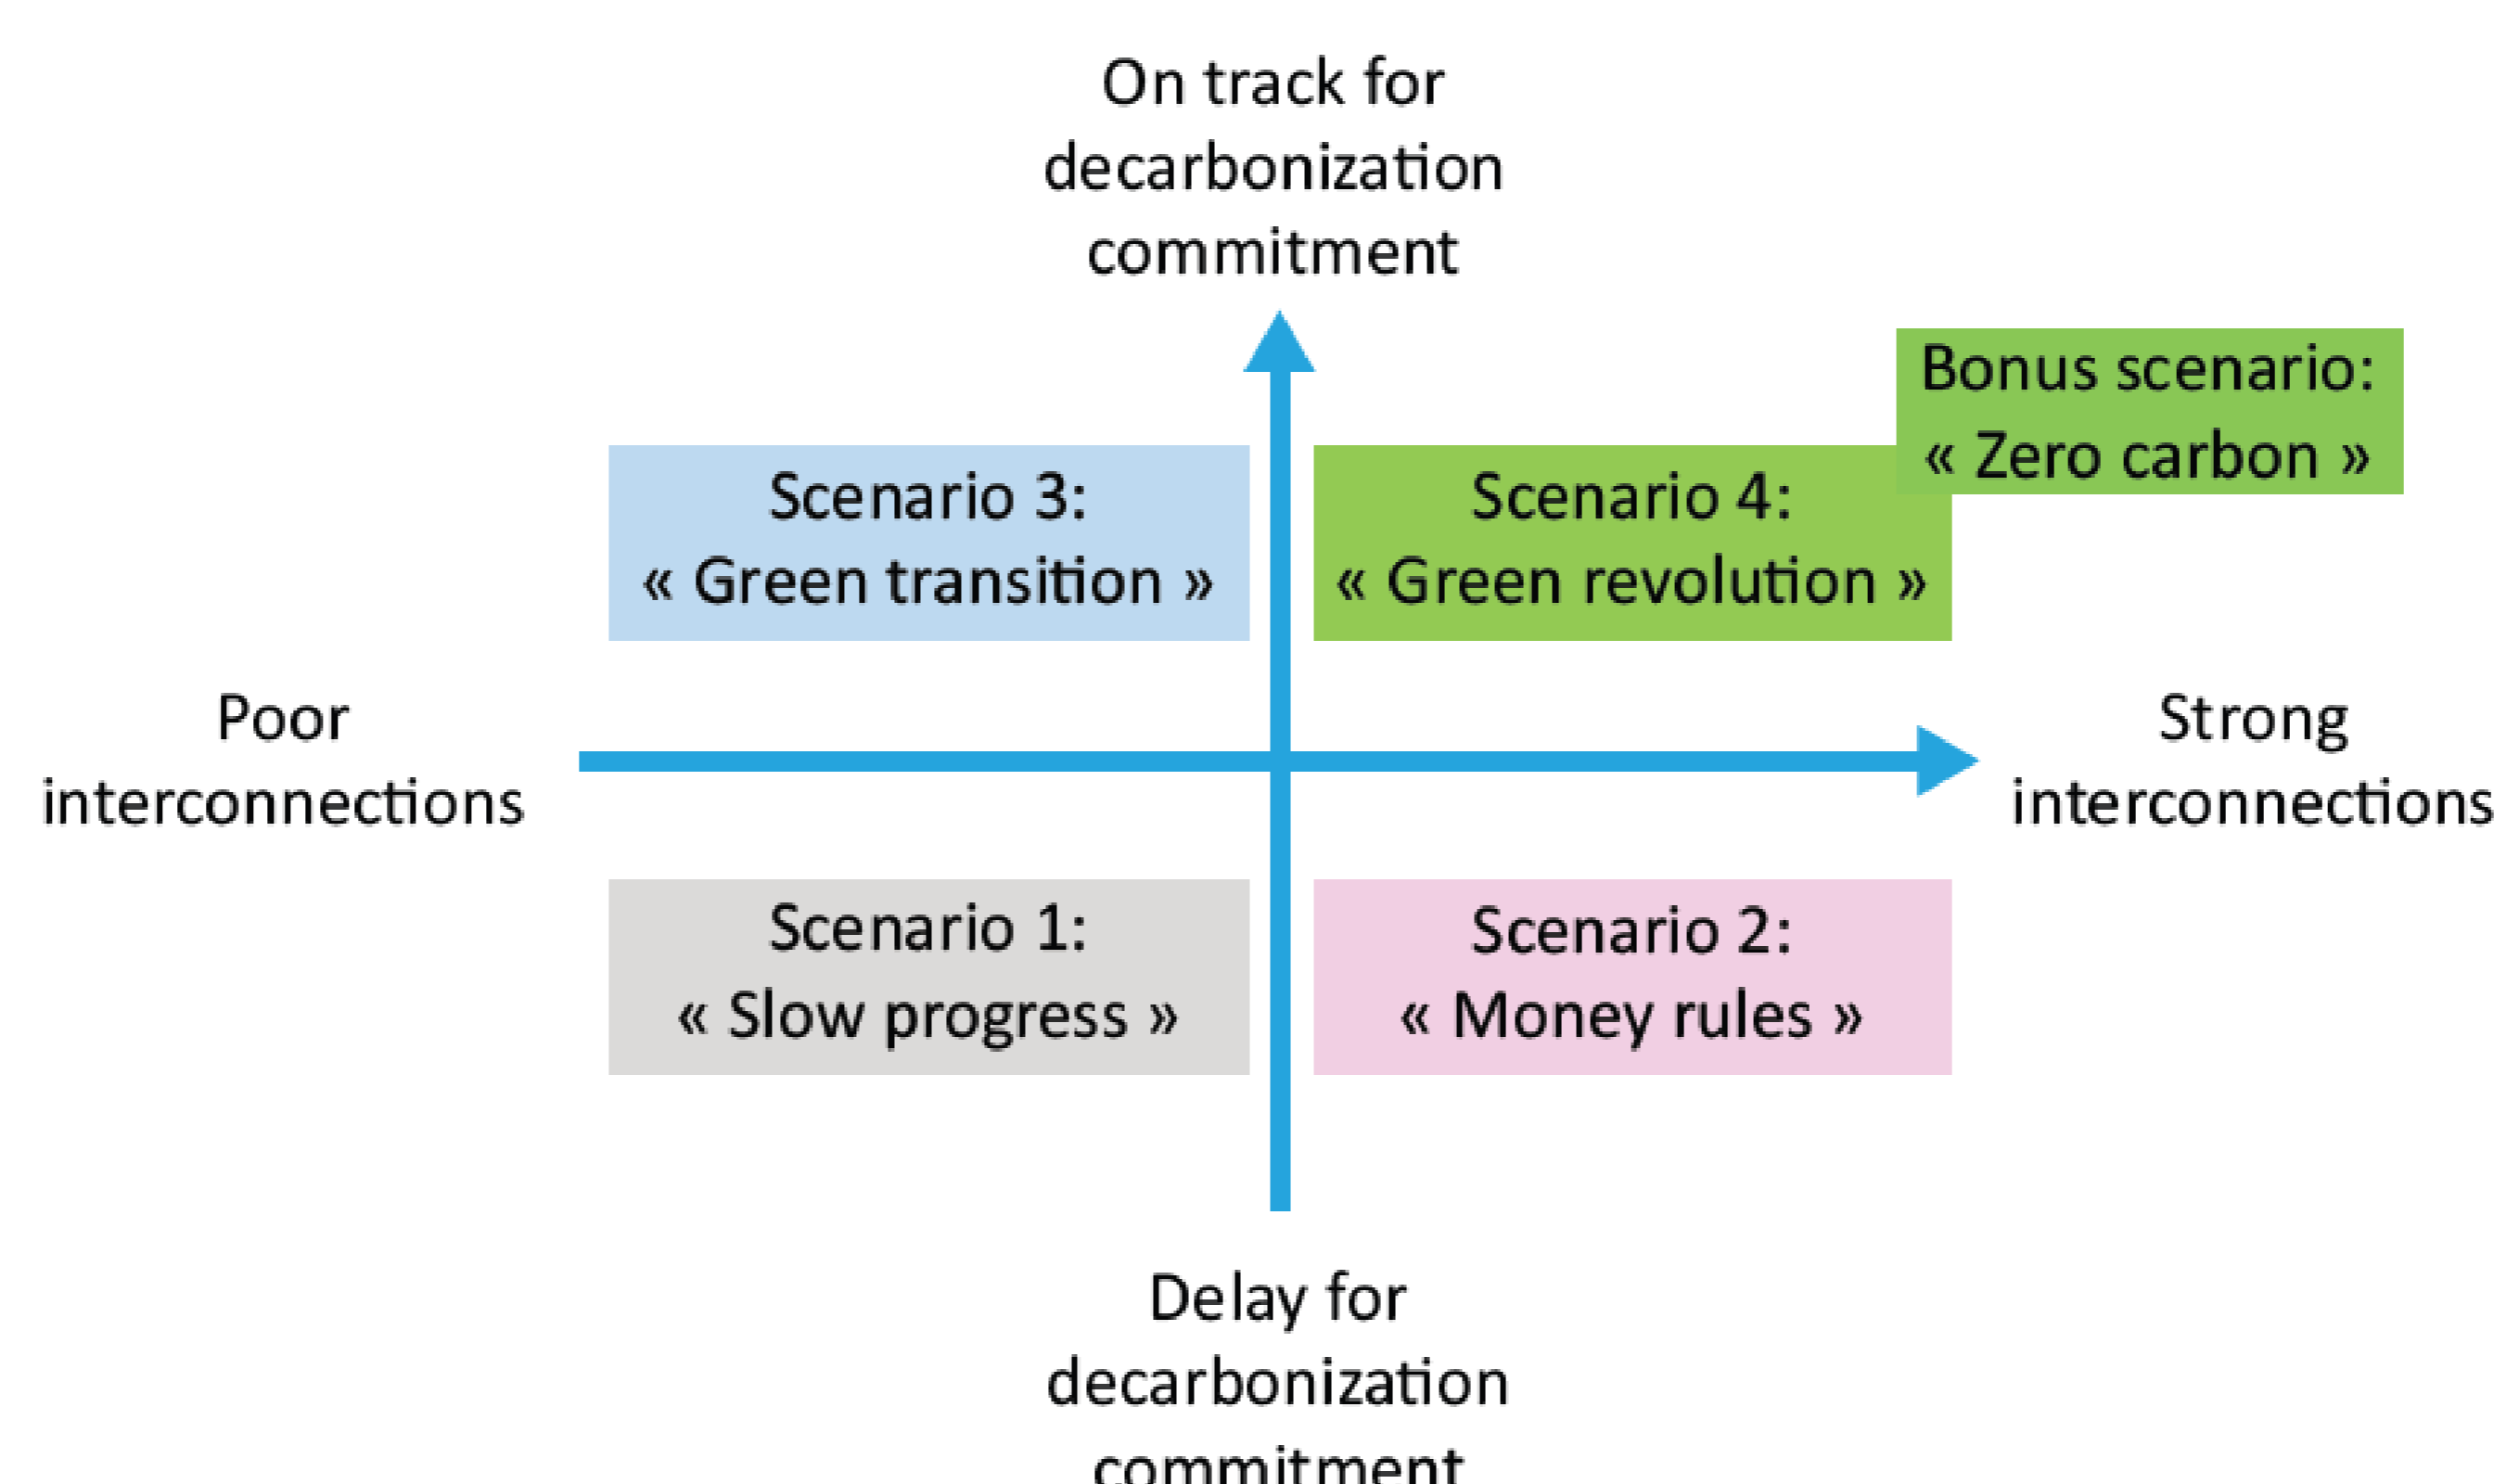 On track for
decarbonization
commitment
Bonus scenario:
« Zero carbon »
Scenario 3:
« Green transition »
Scenario 4:
« Green revolution »
Poor
interconnections
Strong
interconnections
Scenario 1:
« Slow progress »
Scenario 2:
« Money rules »
Delay for
decarbonization
commitment